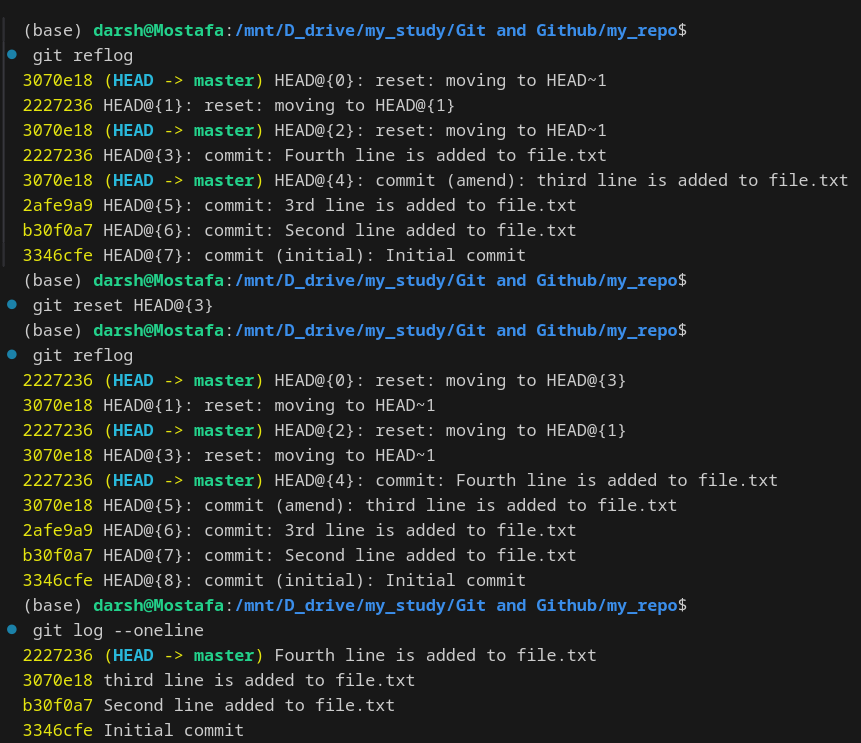 (base) darsh@Mostafa:/mnt/D_drive/my_study/Git and Github/my_repo$
git reflog
3070e18 (HEAD -> master) HEAD@{0}: reset: moving to HEAD~1
2227236 HEAD@{1}: reset: moving to HEAD@{1}
3070e18 (HEAD -> master) HEAD@{2}: reset: moving to HEAD~1
2227236 HEAD@{3}: commit: Fourth line is added to file.txt
3070e18 (HEAD -> master) HEAD@{4}: commit (amend): third line is added to file.txt
2afe9a9 HEAD@{5}: commit: 3rd line is added to file.txt
b30f0a7 HEAD@{6}: commit: Second line added to file.txt
3346cfe HEAD@{7}: commit (initial): Initial commit
(base) darsh@Mostafa:/mnt/D_drive/my_study/Git and Github/my_repo$
git reset HEAD@{3}
(base) darsh@Mostafa:/mnt/D_drive/my_study/Git and Github/my_repo$
git reflog
2227236 (HEAD -> master) HEAD@{0}: reset: moving to HEAD@{3}
3070e18 HEAD@{1}: reset: moving to HEAD~1
2227236 (HEAD -> master) HEAD@{2}: reset: moving to HEAD@{1}
3070e18 HEAD@{3}: reset: moving to HEAD~1
2227236 (HEAD -> master) HEAD@{4}: commit: Fourth line is added to file.txt
3070e18 HEAD@{5}: commit (amend): third line is added to file.txt
2afe9a9 HEAD@{6}: commit: 3rd line is added to file.txt
b30f0a7 HEAD@{7}: commit: Second line added to file.txt
3346cfe HEAD@{8}: commit (initial): Initial commit
(base) darsh@Mostafa:/mnt/D_drive/my_study/Git and Github/my_repo$
git log --oneline
2227236 (HEAD -> master) Fourth line is added to file.txt
3070e18 third line is added to file.txt
b30f0a7 Second line added to file.txt
3346cfe Initial commit